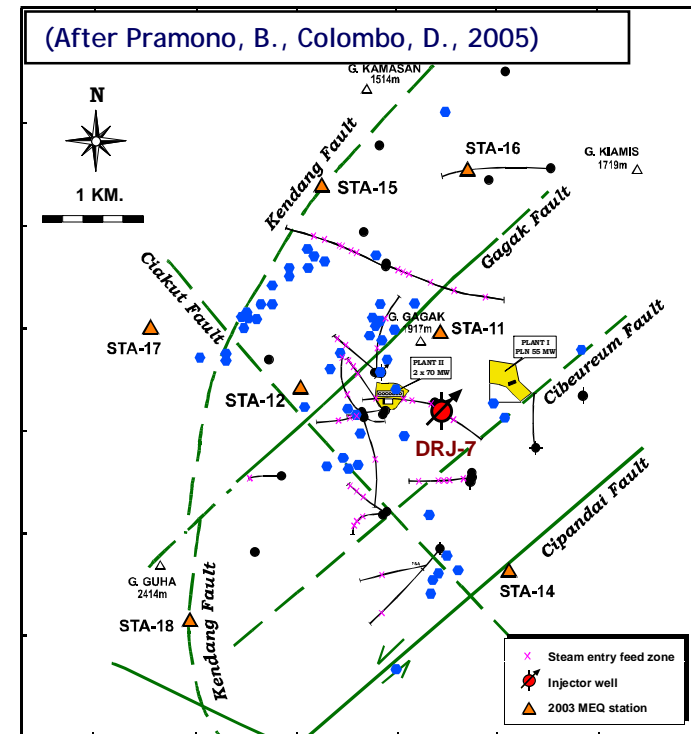 (After Pramono, B., Colombo, D., 2005)
G. KAMASAN
1514m
N
STA-16
G. KIAMIS
1719m
STA-15
Kendang Fault
1 KM.
Gagak Fault
Ciakut Fault
G. GAGAK
917m
STA-11
STA-17
PLANT I
PLN 55 MW
PLANT II
2 x 70 MW
Cibeureum Fault
STA-12
DRJ-7
Cipandai Fault
G. GUHA
2414m
STA-14
STA-18
Kendang Fault
Steam entry feed zone
Injector well
2003 MEQ station